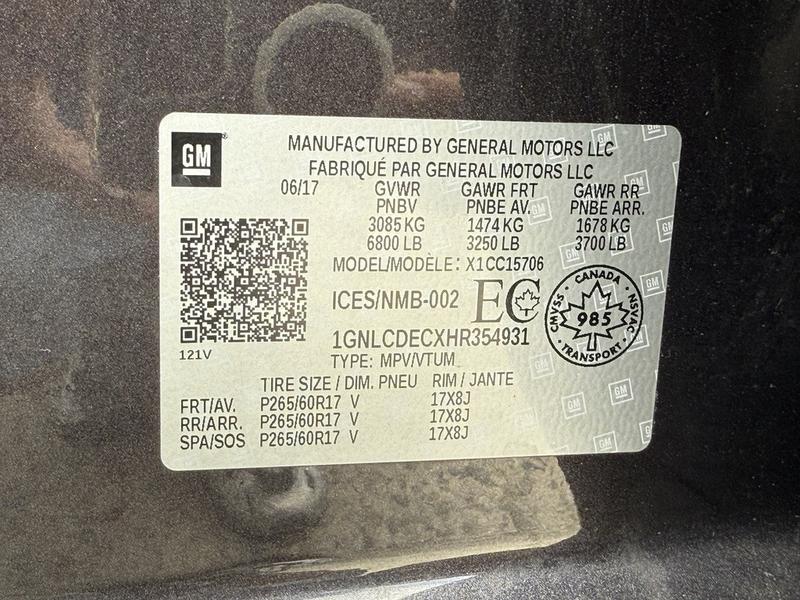 GM
MANUFACTURED BY GENERAL MOTORS LLC
FABRIQUÉ PAR GENERAL MOTORS LLC
06/17 GVWR GAWR FRT GAWR RR
PNBV PNBE AV. PNBE ARR.
3085 KG 1474 KG 1678 KG
6800 LB 3250 LB 3700 LB
MODEL/MODÈLE: X1CC15706
ICES/NMB-002 EC
CANADA CMVSS NSVAC 985 TRANSPORT
1GNLCDECXHR354931
121V
TYPE: MPV/VTUM
TIRE SIZE / DIM. PNEU RIM / JANTE
FRT/AV. P265/60R17 V 17X8J
RR/ARR. P265/60R17 V 17X8J
SPA/SOS P265/60R17 V 17X8J